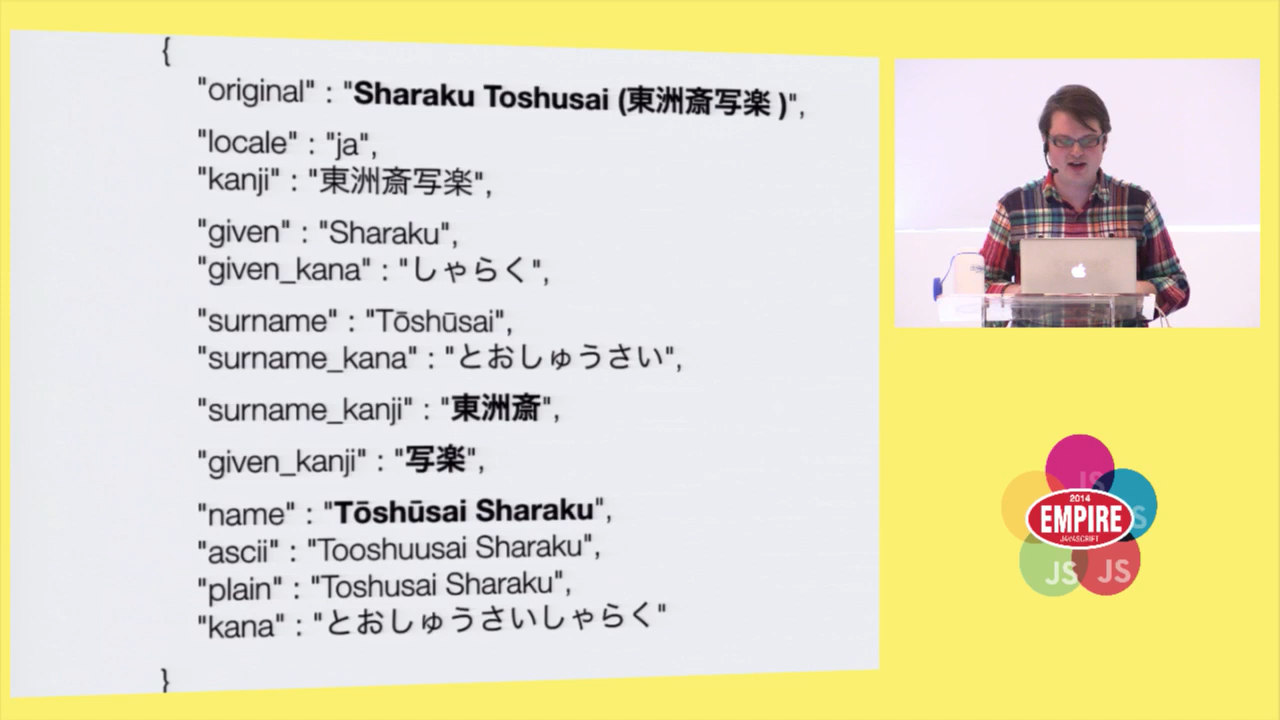 {
"original" : "Sharaku Toshusai (東洲斎写楽 )",
"locale" : "ja",
"kanji" : "東洲斎写楽",
"given" : "Sharaku",
"given_kana" : "しゃらく",
"surname" : "Tōshūsai",
"surname_kana" : "とおしゅうさい",
"surname_kanji" : "東洲斎",
"given_kanji" : "写楽",
"name" : "Tōshūsai Sharaku",
"ascii" : "Tooshuusai Sharaku",
"plain" : "Toshusai Sharaku",
"kana" : "とおしゅうさいしゃらく"
}
JS
2014
EMPIRE
JAVASCRIPT
S
JS
JS